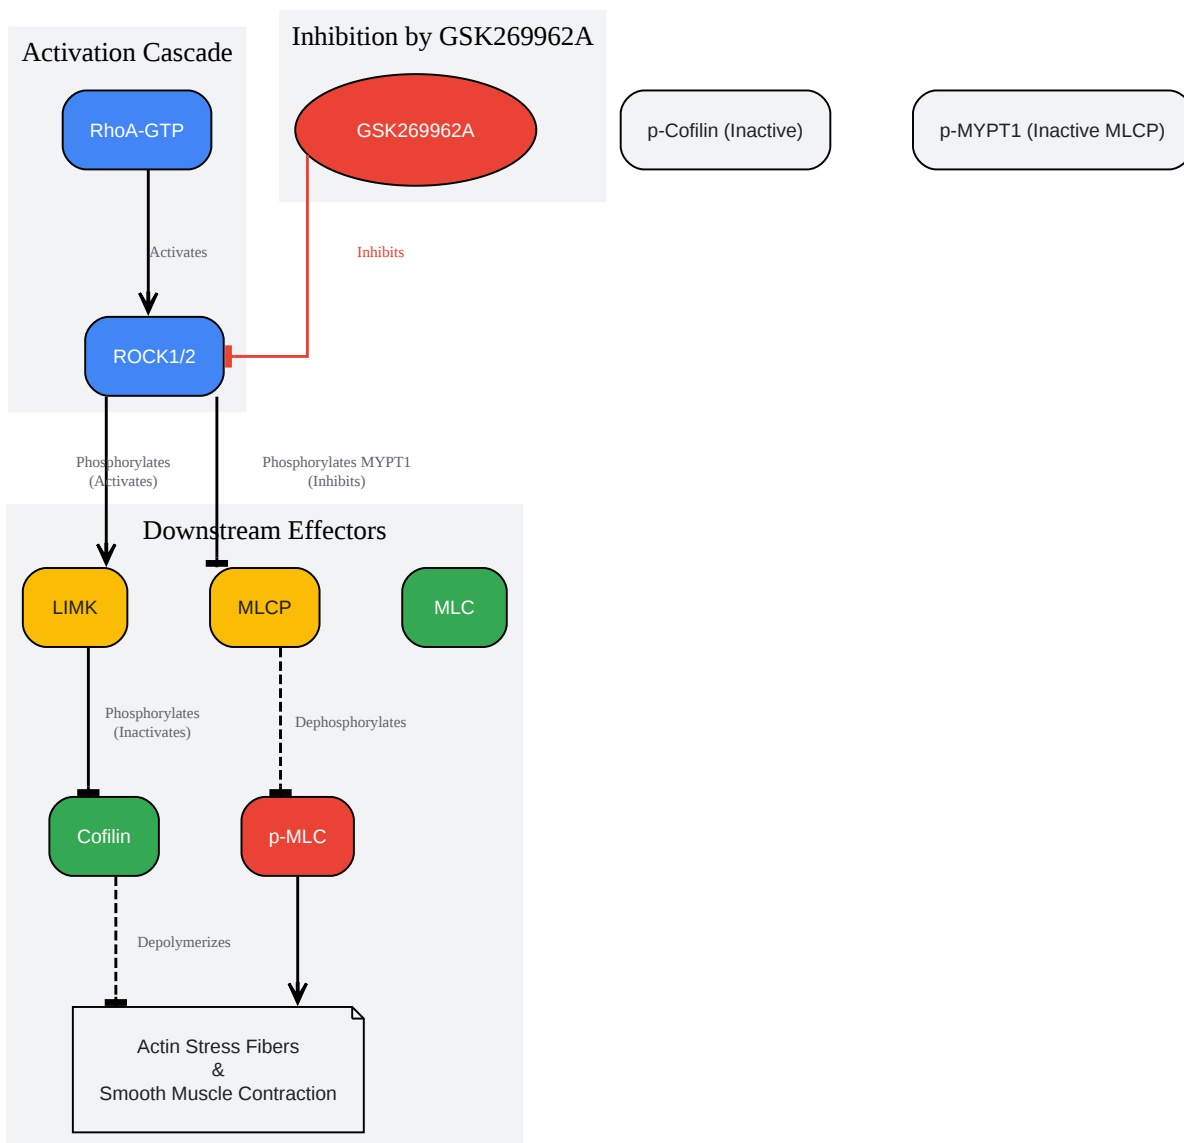 Activation Cascade
Inhibition by GSK269962A
RhoA-GTP
GSK269962A
p-Cofilin (Inactive)
p-MYPT1 (Inactive MLCP)
Activates
Inhibits
ROCK1/2
Phosphorylates
(Activates)
Phosphorylates MYPT1
(Inhibits)
Downstream Effectors
LIMK
MLCP
MLC
Phosphorylates
(Inactivates)
Dephosphorylates
Cofilin
p-MLC
Depolymerizes
Actin Stress Fibers
&
Smooth Muscle Contraction